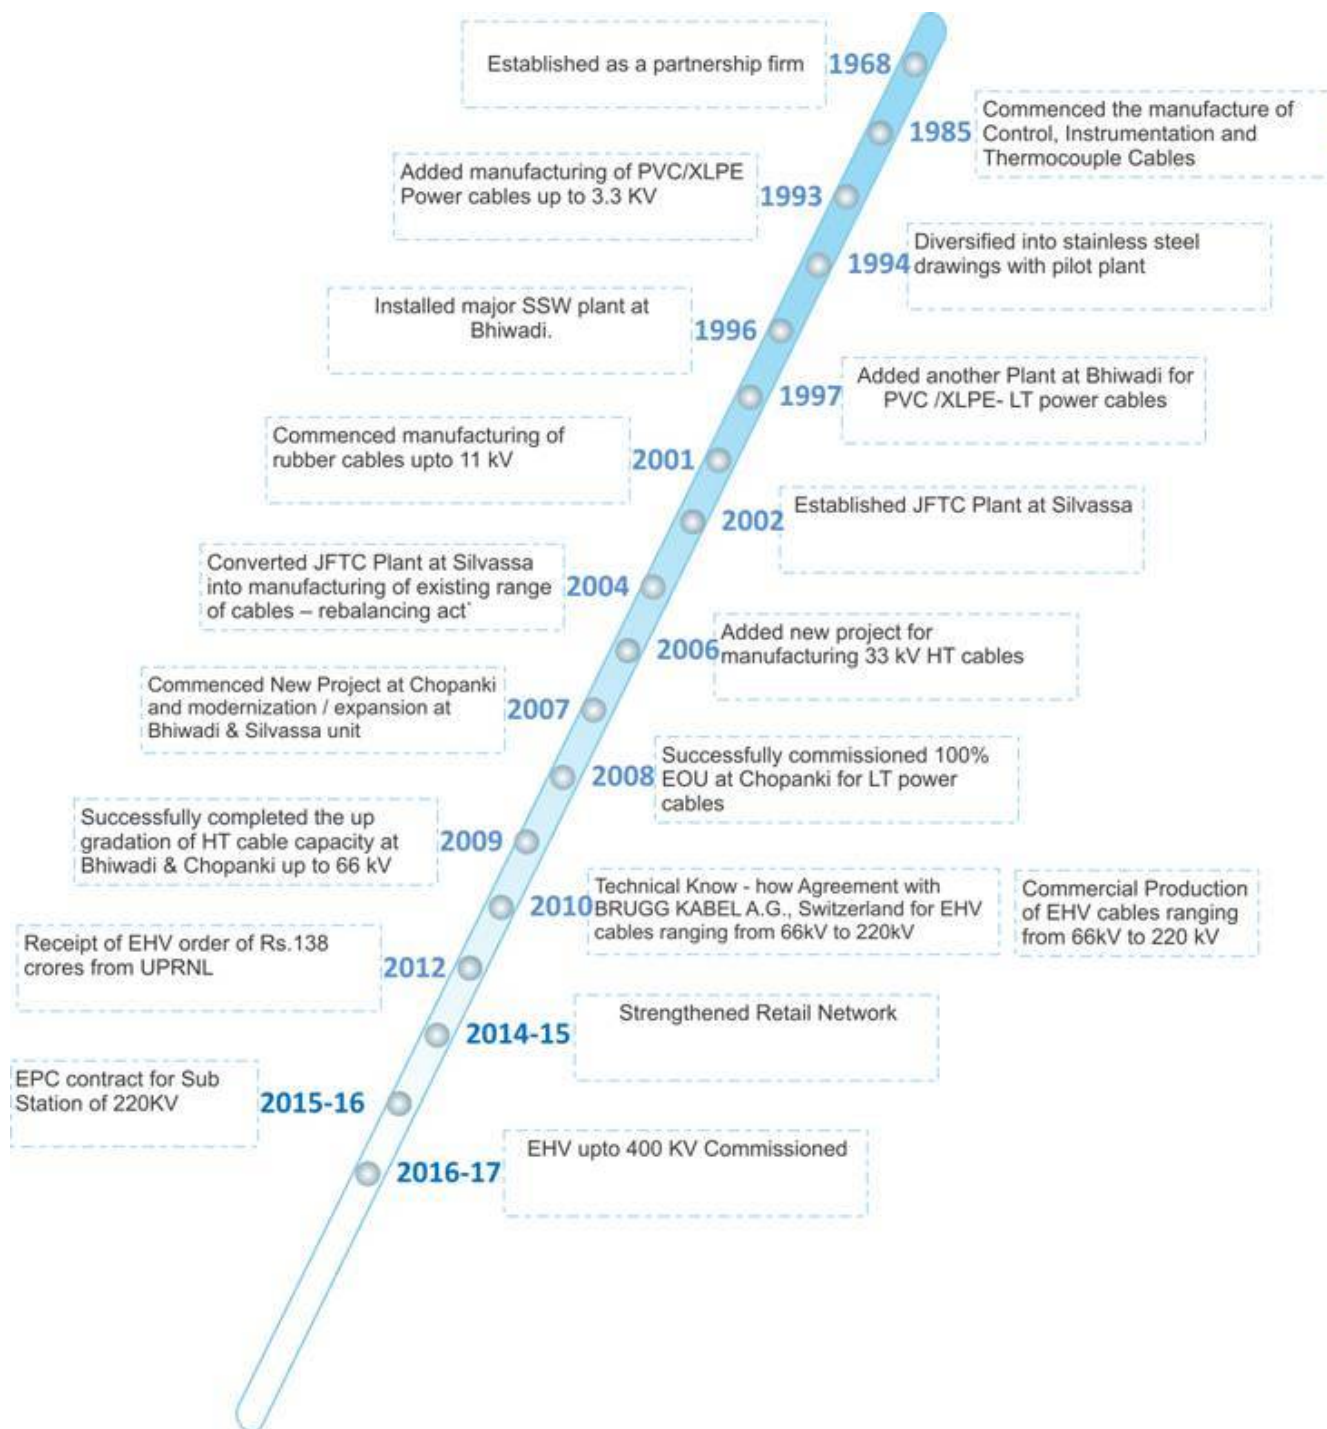 Established as a partnership firm
1968
1985
Commenced the manufacture of
Control, Instrumentation and
Thermocouple Cables
Added manufacturing of PVC/XLPE
Power cables up to 3.3 KV
1993
1994
Diversified into stainless steel
drawings with pilot plant
Installed major SSW plant at
Bhiwadi.
1996
1997
Added another Plant at Bhiwadi for
PVC /XLPE- LT power cables
Commenced manufacturing of
rubber cables upto 11 kV
2001
2002
Established JFTC Plant at Silvassa
Converted JFTC Plant at Silvassa
into manufacturing of existing range
of cables – rebalancing act`
2004
2006
Added new project for
manufacturing 33 kV HT cables
Commenced New Project at Chopanki
and modernization / expansion at
Bhiwadi & Silvassa unit
2007
2008
Successfully commissioned 100%
EOU at Chopanki for LT power
cables
Successfully completed the up
gradation of HT cable capacity at
Bhiwadi & Chopanki up to 66 kV
2009
2010
Technical Know - how Agreement with
BRUGG KABEL A.G., Switzerland for EHV
cables ranging from 66kV to 220kV
Commercial Production
of EHV cables ranging
from 66kV to 220 kV
Receipt of EHV order of Rs.138
crores from UPRNL
2012
2014-15
Strengthened Retail Network
EPC contract for Sub
Station of 220KV
2015-16
2016-17
EHV upto 400 KV Commissioned